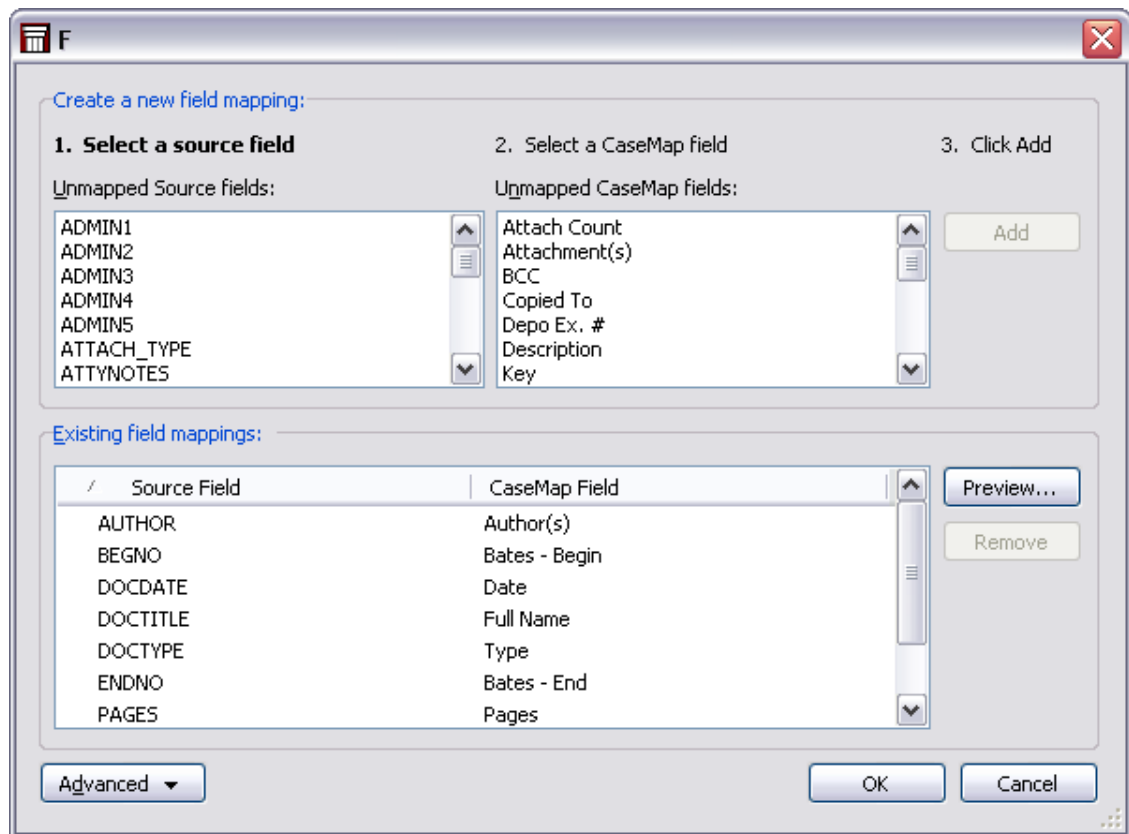 F
Create a new field mapping:
1. Select a source field
2. Select a CaseMap field
3. Click Add
Unmapped Source fields:
Unmapped CaseMap fields:
ADMIN1
ADMIN2
ADMIN3
ADMIN4
ADMIN5
ATTACH_TYPE
ATTYNOTES
Attach Count
Attachment(s)
BCC
Copied To
Depo Ex. #
Description
Key
Add
Existing field mappings:
Source Field CaseMap Field
AUTHOR Author(s)
BEGNO Bates - Begin
DOCDATE Date
DOCTITLE Full Name
DOCTYPE Type
ENDNO Bates - End
PAGES Pages
Preview...
Remove
Advanced
OK
Cancel